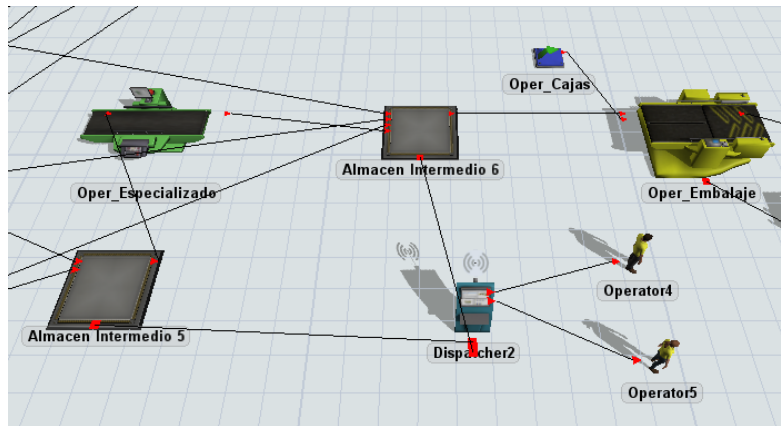 Oper_Cajas
Almacen Intermedio 6
Oper_Especializado
Oper_Embalaje
Operator4
Almacen Intermedio 5
Dispatcher2
Operator5